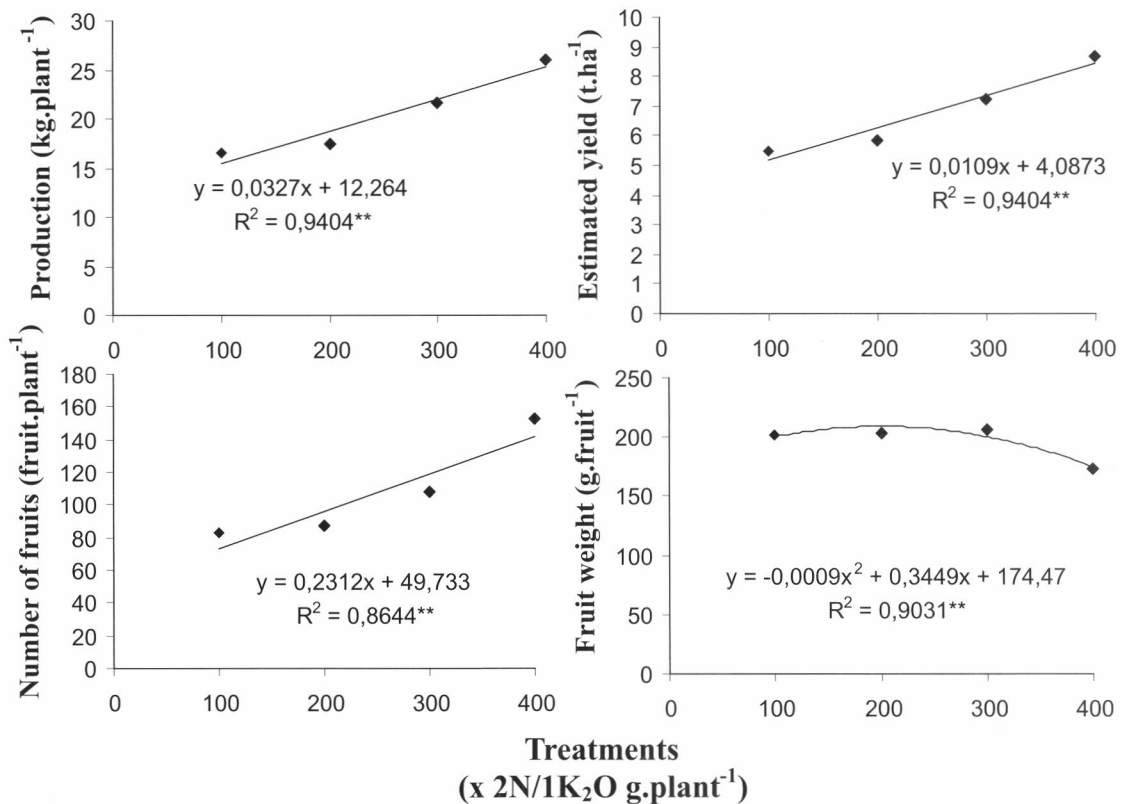 Production (kg.plant⁻¹)
30
25
20
15
10
5
0
y = 0,0327x + 12,264
R² = 0,9404**
0 100 200 300 400
Estimated yield (t.ha⁻¹)
10
9
8
7
6
5
4
3
2
1
0
y = 0,0109x + 4,0873
R² = 0,9404**
0 100 200 300 400
Number of fruits (fruit.plant⁻¹)
180
160
140
120
100
80
60
40
20
0
y = 0,2312x + 49,733
R² = 0,8644**
0 100 200 300 400
Fruit weight (g.fruit⁻¹)
250
200
150
100
50
0
y = -0,0009x² + 0,3449x + 174,47
R² = 0,9031**
0 100 200 300 400
Treatments
(x 2N/1K₂O g.plant⁻¹)